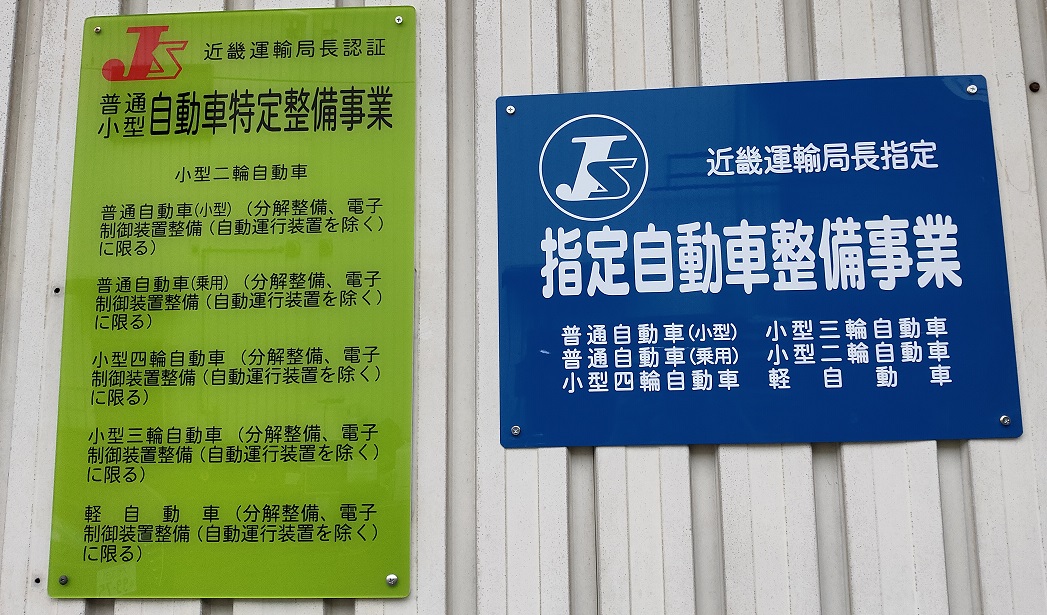 JS 近畿運輸局長認証
普通
小型
自動車特定整備事業
小型二輪自動車
普通自動車(小型)（分解整備、電子
制御装置整備（自動運行装置を除く）
に限る）
普通自動車(乗用)（分解整備、電子
制御装置整備（自動運行装置を除く）
に限る）
小型四輪自動車（分解整備、電子
制御装置整備（自動運行装置を除く）
に限る）
小型三輪自動車（分解整備、電子
制御装置整備（自動運行装置を除く）
に限る）
軽自動車（分解整備、電子
制御装置整備（自動運行装置を除く）
に限る）
JS 近畿運輸局長指定
指定自動車整備事業
普通自動車(小型) 小型三輪自動車
普通自動車(乗用) 小型二輪自動車
小型四輪自動車 軽自動車